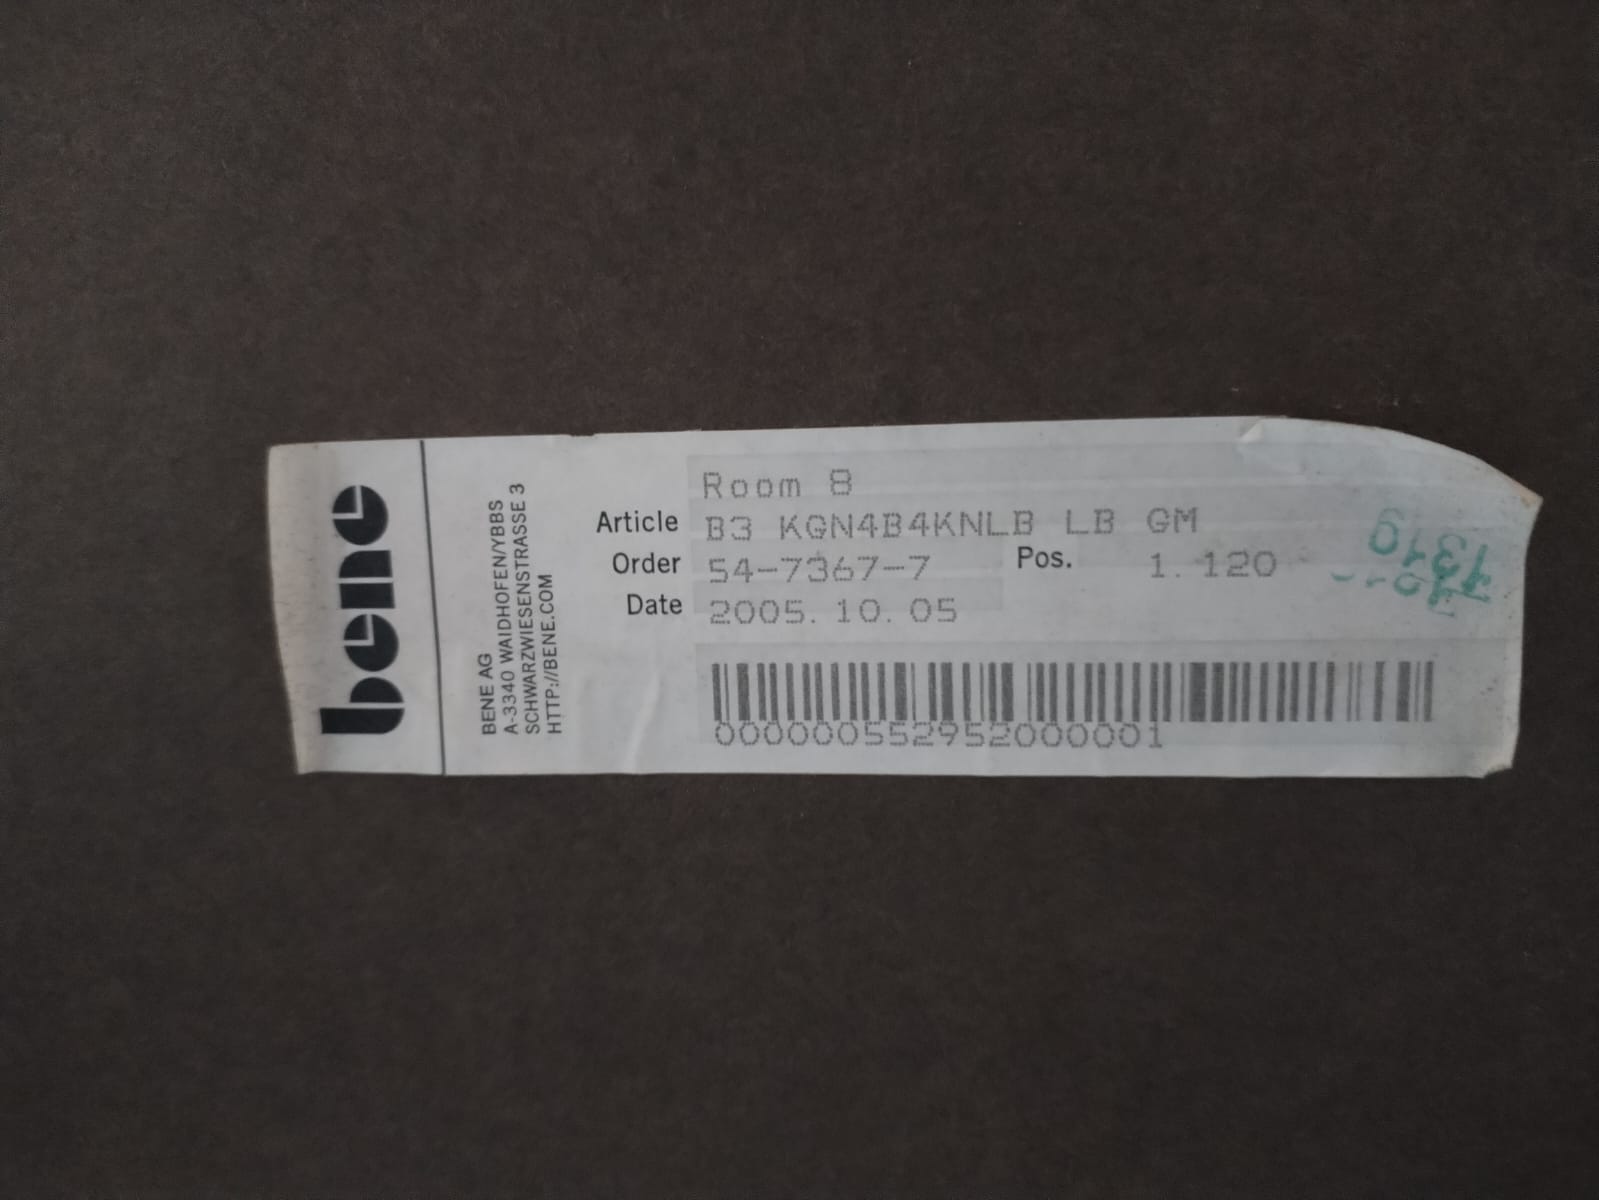 bene
BENE AG
A-3340 WAIDHOFEN/YBBS
SCHWARZWIESENSTRASSE 3
HTTP://BENE.COM
Room 8
Article B3 KGN4B4KNLB LB GM
Order 54-7367-7 Pos. 1. 120
Date 2005. 10. 05
000000552952000001